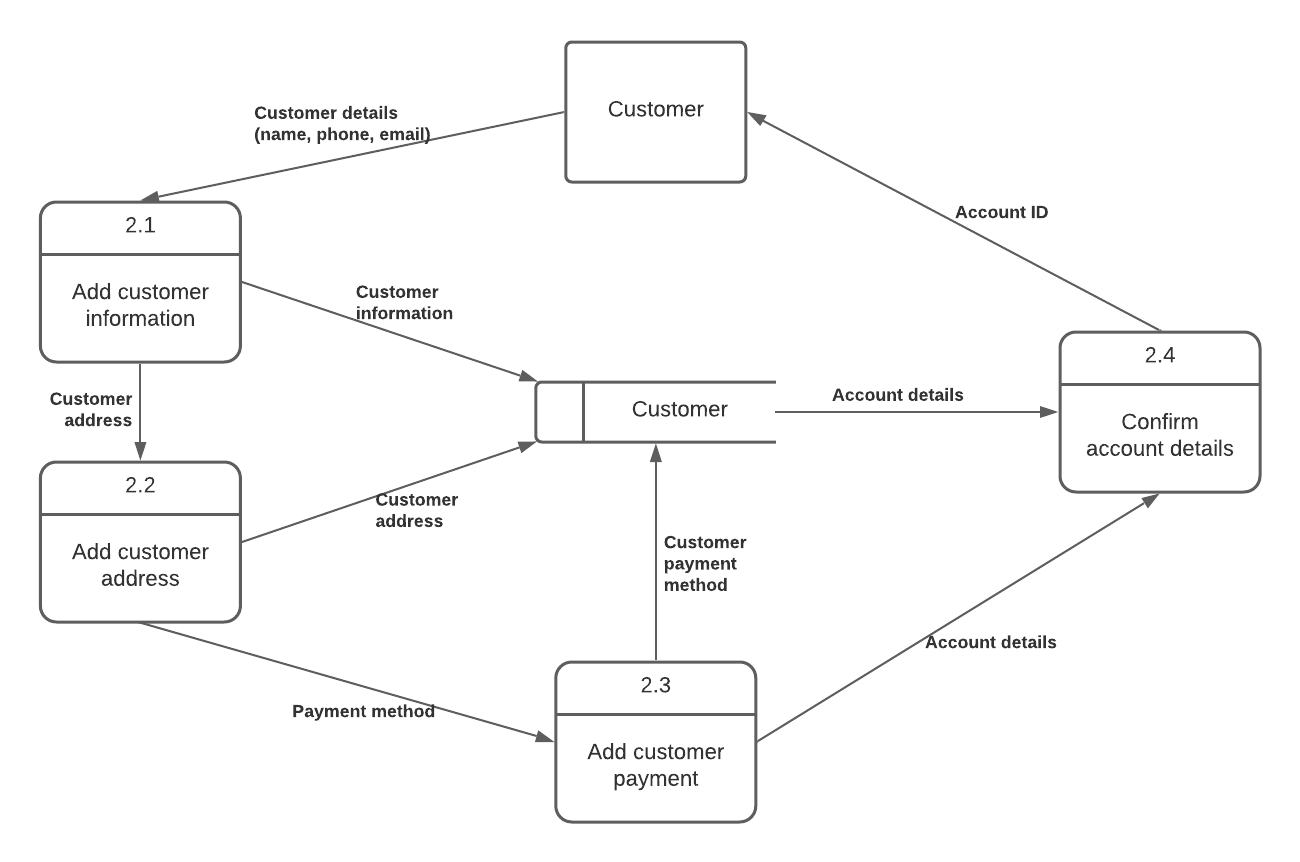 Customer
Customer details
(name, phone, email)
2.1
Add customer
information
Account ID
Customer
information
2.4
Confirm
account details
Customer
address
Customer
Account details
2.2
Add customer
address
Customer
address
Customer
payment
method
Account details
Payment method
2.3
Add customer
payment